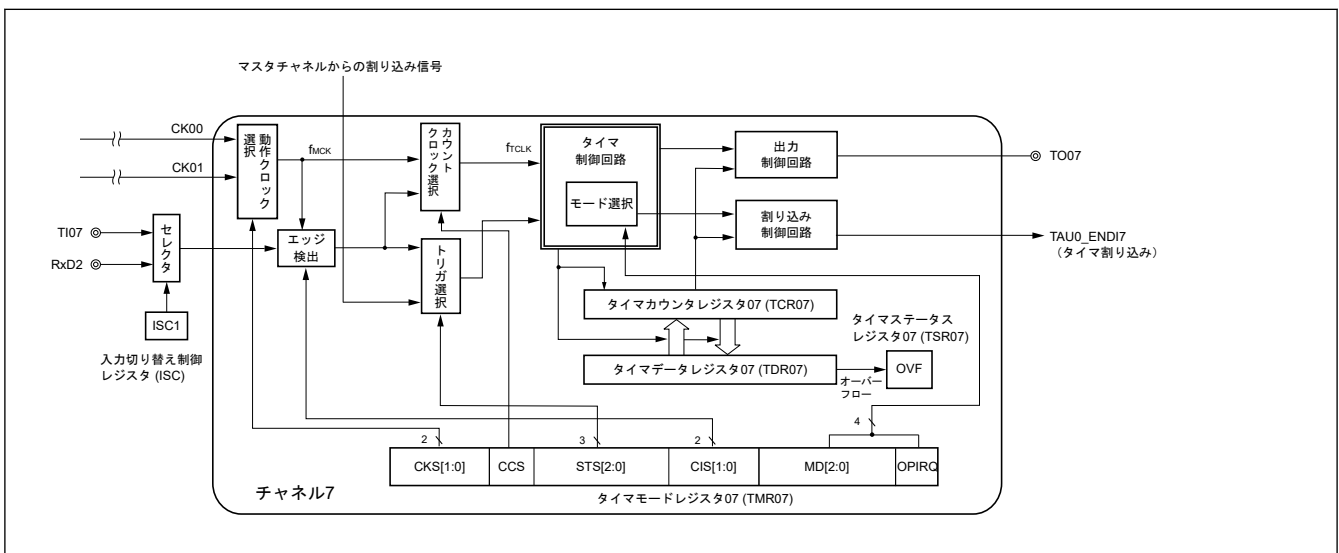 マスタチャネルからの割り込み信号
CK00
CK01
動作クロック
選択
fMCK
カウント
クロック選択
fTCLK
タイマ
制御回路
モード選択
出力
制御回路
TO07
割り込み
制御回路
TAU0_ENDI7
(タイマ割り込み)
TI07
RxD2
セレクタ
エッジ
検出
トリガ選択
ISC1
入力切り替え制御
レジスタ (ISC)
タイマカウンタレジスタ07 (TCR07)
タイマステータス
レジスタ07 (TSR07)
タイマデータレジスタ07 (TDR07)
オーバー
フロー
OVF
2
3
2
4
CKS[1:0]
CCS
STS[2:0]
CIS[1:0]
MD[2:0]
OPIRQ
チャネル7
タイマモードレジスタ07 (TMR07)